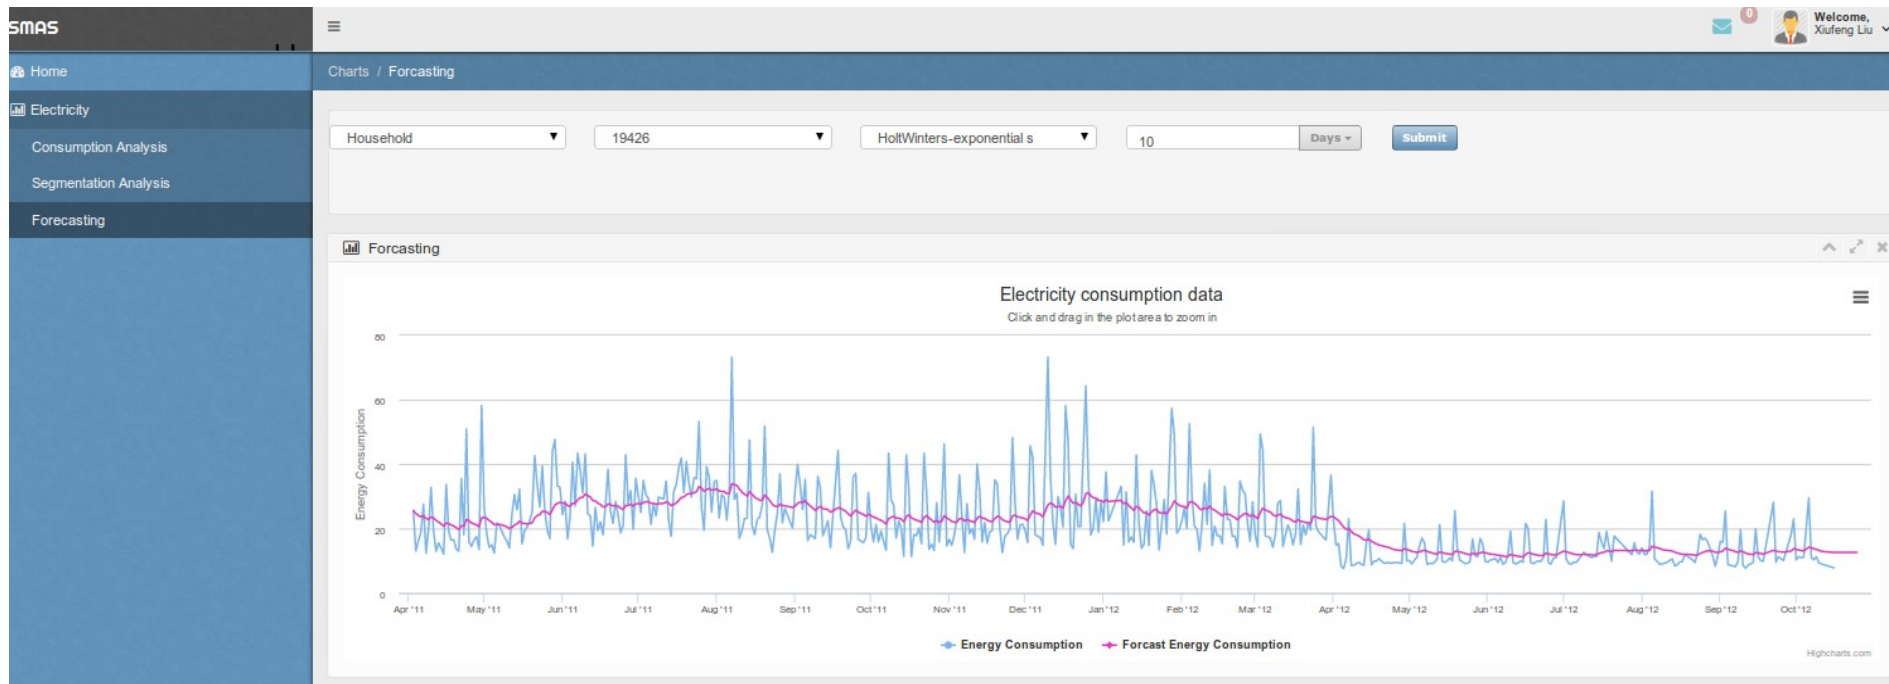 SMAS
0
Welcome,
Xiufeng Liu
Home
Charts / Forcasting
Electricity
Consumption Analysis
Segmentation Analysis
Forecasting
Household
19426
HoltWinters-exponential s
10
Days
Submit
Forcasting
Electricity consumption data
Click and drag in the plot area to zoom in
Energy Consumption
80
60
40
20
0
Apr '11 May '11 Jun '11 Jul '11 Aug '11 Sep '11 Oct '11 Nov '11 Dec '11 Jan '12 Feb '12 Mar '12 Apr '12 May '12 Jun '12 Jul '12 Aug '12 Sep '12 Oct '12
Energy Consumption Forcast Energy Consumption
Highcharts.com